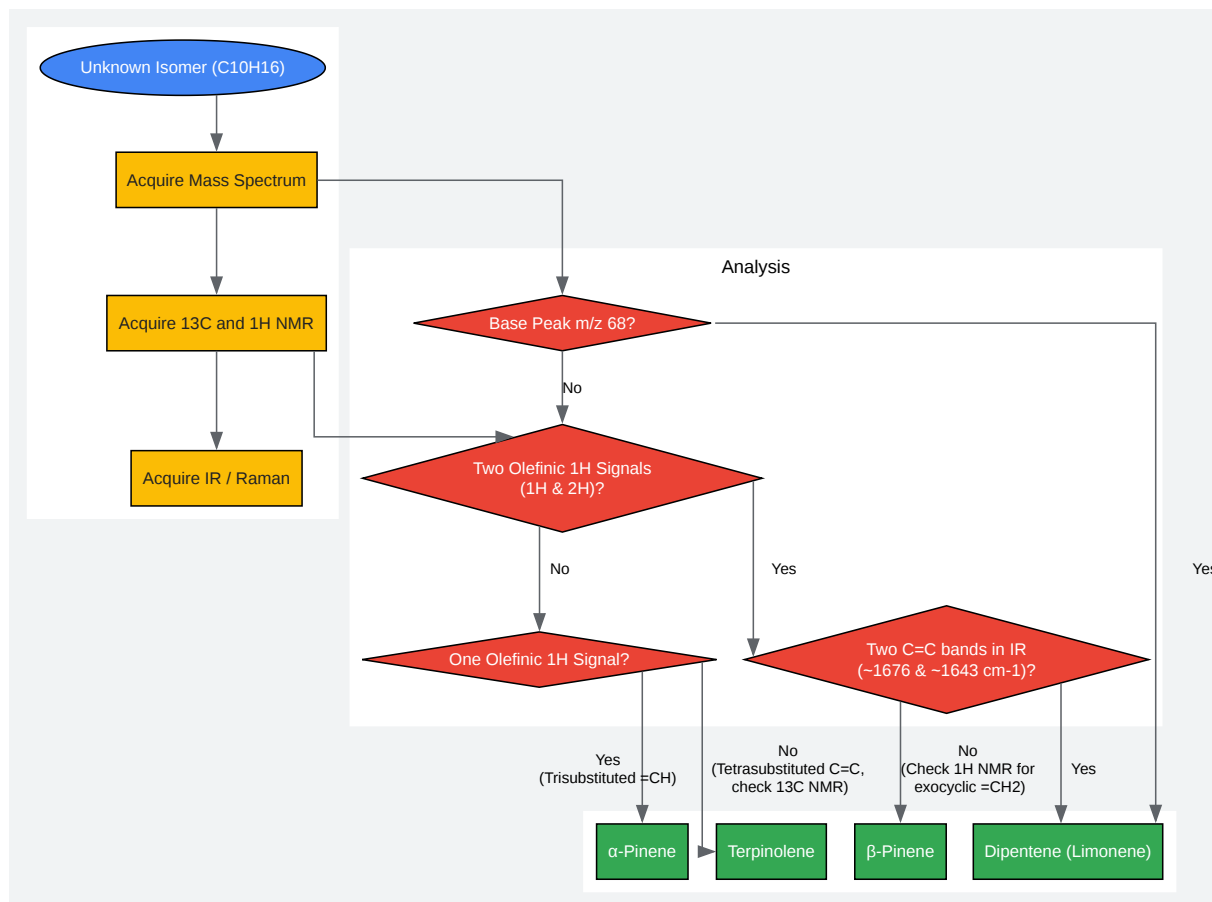 Unknown Isomer (C10H16)
Acquire Mass Spectrum
Acquire 13C and 1H NMR
Acquire IR / Raman
Analysis
Base Peak m/z 68?
No
Two Olefinic 1H Signals
(1H & 2H)?
No
Yes
Yes
One Olefinic 1H Signal?
Two C=C bands in IR
(~1676 & ~1643 cm-1)?
Yes
(Trisubstituted =CH)
No
(Tetrasubstituted C=C,
check 13C NMR)
No
(Check 1H NMR for
exocyclic =CH2)
Yes
α-Pinene
Terpinolene
β-Pinene
Dipentene (Limonene)